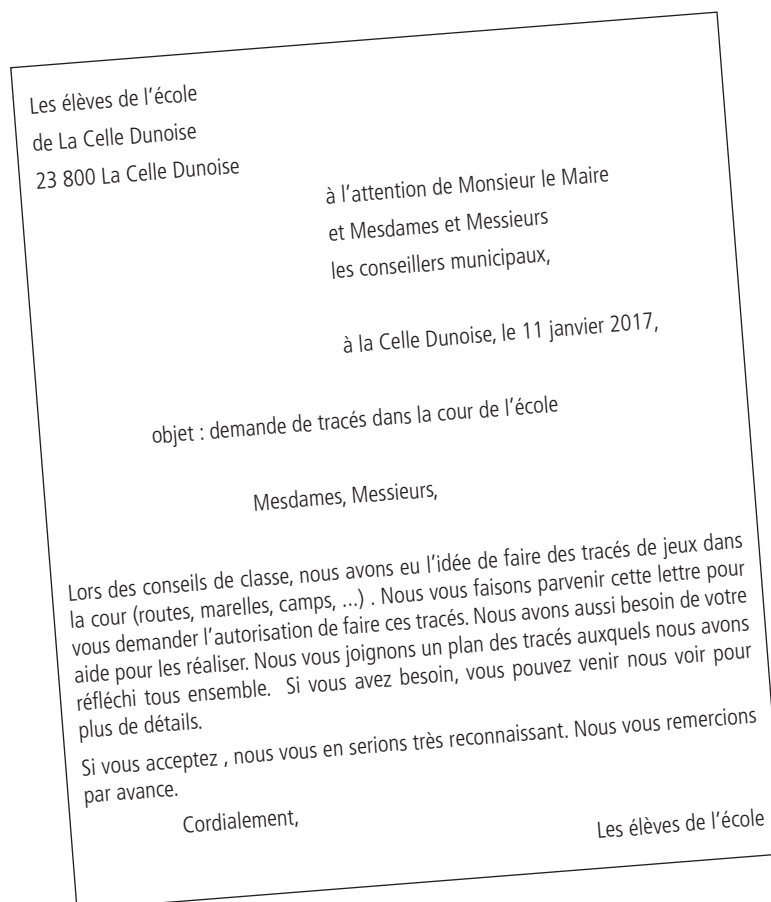 Les élèves de l'école
de La Celle Dunoise
23 800 La Celle Dunoise
à l'attention de Monsieur le Maire
et Mesdames et Messieurs
les conseillers municipaux,
à la Celle Dunoise, le 11 janvier 2017,
objet : demande de tracés dans la cour de l'école
Mesdames, Messieurs,
Lors des conseils de classe, nous avons eu l'idée de faire des tracés de jeux dans
la cour (routes, marelles, camps, ...) . Nous vous faisons parvenir cette lettre pour
vous demander l'autorisation de faire ces tracés. Nous avons aussi besoin de votre
aide pour les réaliser. Nous vous joignons un plan des tracés auxquels nous avons
réfléchi tous ensemble. Si vous avez besoin, vous pouvez venir nous voir pour
plus de détails.
Si vous acceptez , nous vous en serions très reconnaissant. Nous vous remercions
par avance.
Cordialement,
Les élèves de l'école